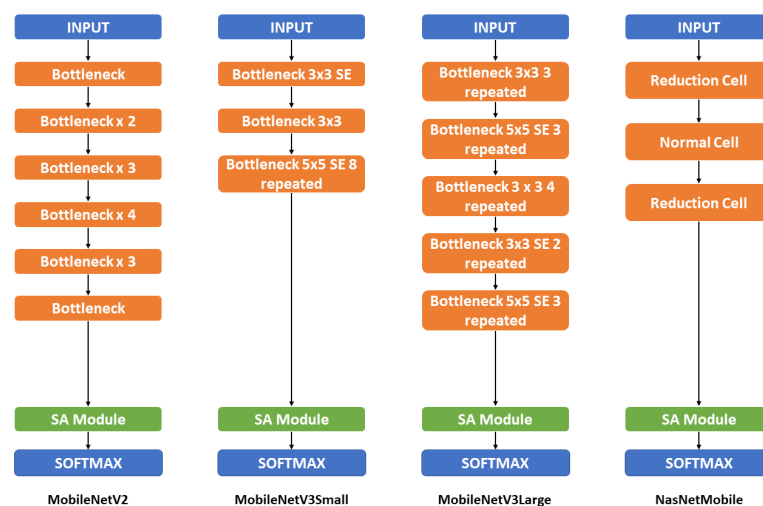 INPUT
Bottleneck
Bottleneck x 2
Bottleneck x 3
Bottleneck x 4
Bottleneck x 3
Bottleneck
SA Module
SOFTMAX
MobileNetV2
INPUT
Bottleneck 3x3 SE
Bottleneck 3x3
Bottleneck 5x5 SE 8
repeated
SA Module
SOFTMAX
MobileNetV3Small
INPUT
Bottleneck 3x3 3
repeated
Bottleneck 5x5 SE 3
repeated
Bottleneck 3 x 3 4
repeated
Bottleneck 3x3 SE 2
repeated
Bottleneck 5x5 SE 3
repeated
SA Module
SOFTMAX
MobileNetV3Large
INPUT
Reduction Cell
Normal Cell
Reduction Cell
SA Module
SOFTMAX
NasNetMobile